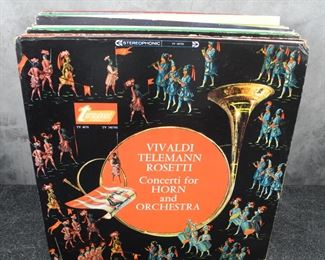 STEREOPHONIC
Turnabout
VIVALDI
TELEMANN
ROSETTI
Concerti for
HORN
and
ORCHESTRA